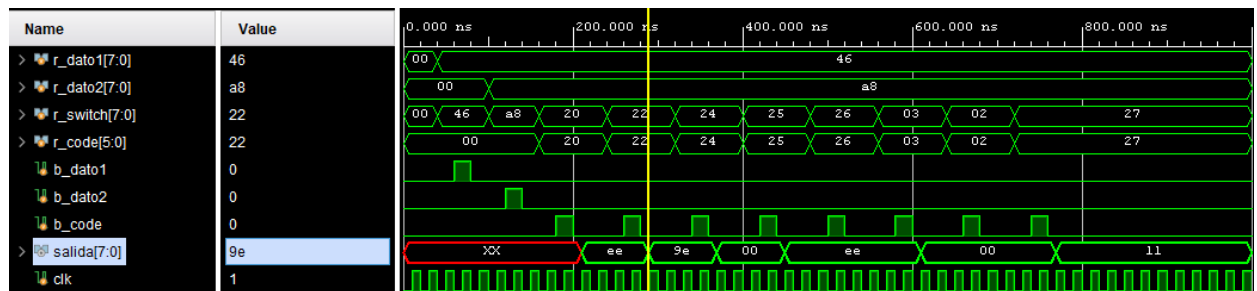 Name Value 0.000 ns 200.000 ns 400.000 ns 600.000 ns 800.000 ns
r_dato1[7:0] 46 00 46
r_dato2[7:0] a8 00 a8
r_switch[7:0] 22 00 46 a8 20 22 24 25 26 03 02 27
r_code[5:0] 22 00 20 22 24 25 26 03 02 27
b_dato1 0
b_dato2 0
b_code 0
salida[7:0] 9e XX ee 9e 00 ee 00 11
clk 1